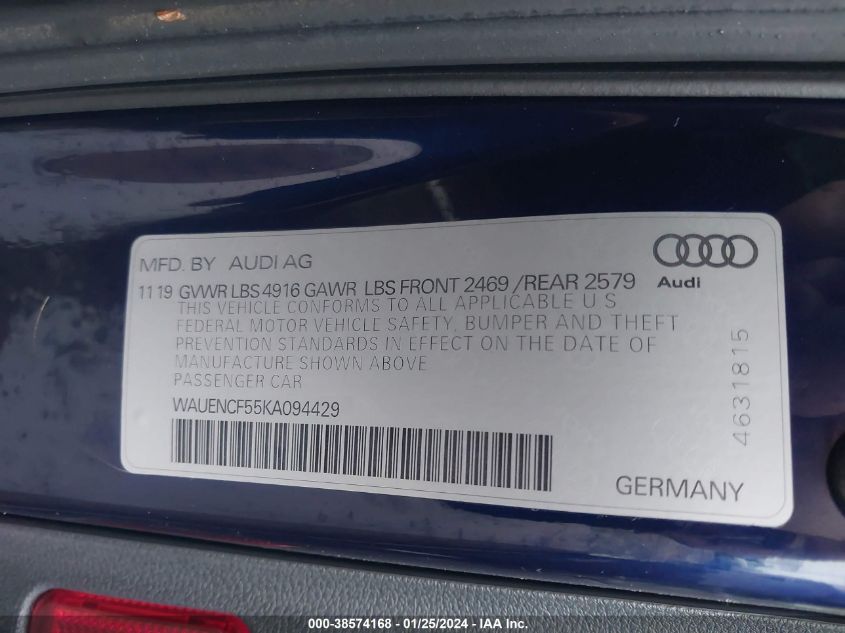 MFD. BY AUDI AG
11 19 GVWR LBS 4916 GAWR LBS FRONT 2469 / REAR 2579
THIS VEHICLE CONFORMS TO ALL APPLICABLE U S
FEDERAL MOTOR VEHICLE SAFETY, BUMPER AND THEFT
PREVENTION STANDARDS IN EFFECT ON THE DATE OF
MANUFACTURE SHOWN ABOVE
PASSENGER CAR
WAUENCF55KA094429
Audi
4631815
GERMANY
000-38574168 - 01/25/2024 - IAA Inc.